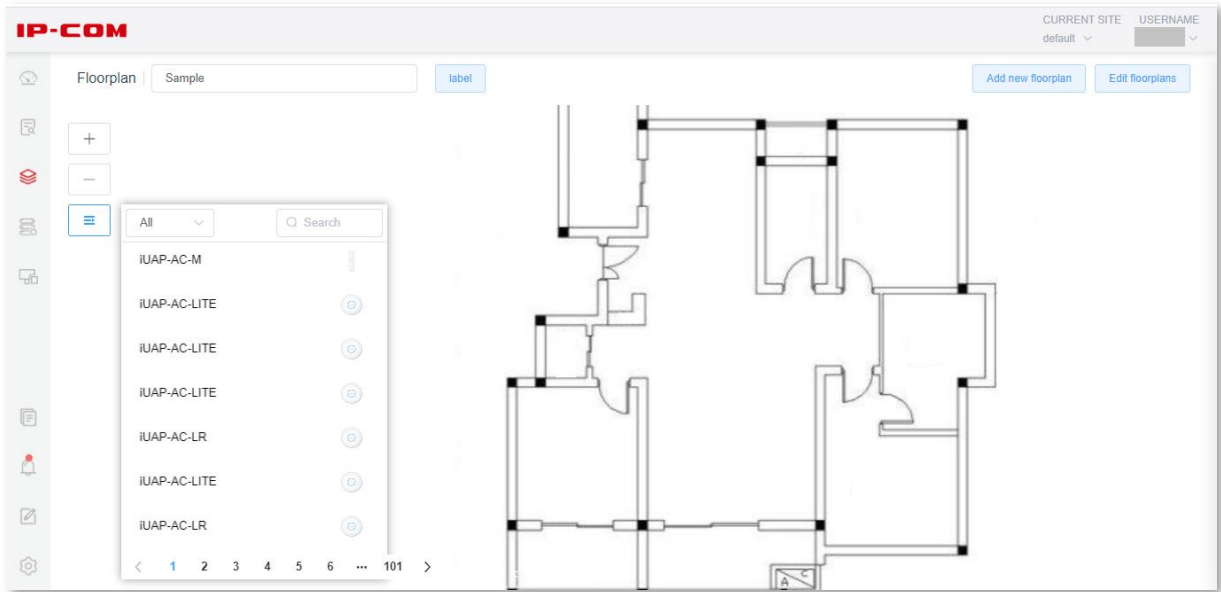 IP-COM
CURRENT SITE USERNAME
default
Floorplan Sample label Add new floorplan Edit floorplans
All Search
iUAP-AC-M
iUAP-AC-LITE
iUAP-AC-LITE
iUAP-AC-LITE
iUAP-AC-LR
iUAP-AC-LITE
iUAP-AC-LR
1 2 3 4 5 6 ... 101
A C